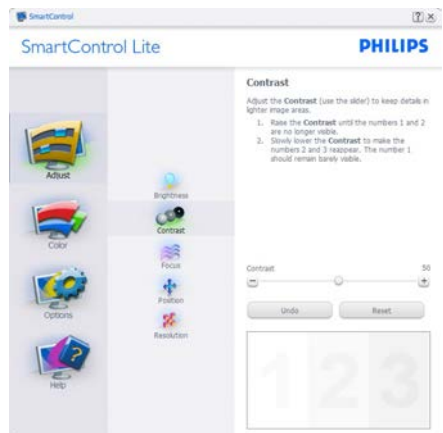 SmartControl
SmartControl Lite
PHILIPS
Adjust
Color
Options
Help
Brightness
Contrast
Focus
Position
Resolution
Contrast
Adjust the Contrast (use the slider) to keep details in
lighter image areas.
1. Raise the Contrast until the numbers 1 and 2
are no longer visible.
2. Slowly lower the Contrast to make the
numbers 2 and 3 reappear. The number 1
should remain barely visible.
Contrast 50
Undo Reset
1 2 3